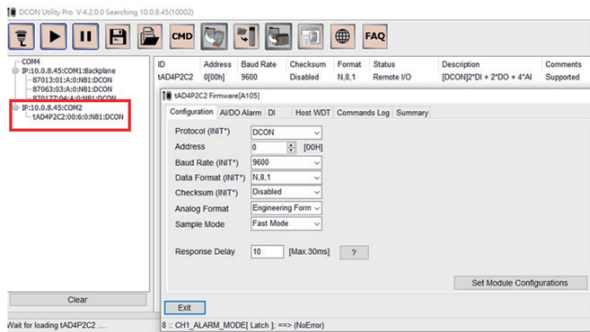 DCON Utility Pro V 4.2.0.0 Searching 10.0.8.45(10002)
CMD FAQ
COM4
IP:10.0.8.45:COM1:Backplane
87013:01:A:0:N81:DCON
87063:03:A:0:N81:DCON
87017Z:04:A:0:N81:DCON
IP:10.0.8.45:COM2
tAD4P2C2:00:6:0:N81:DCON
ID Address Baud Rate Checksum Format Status Description Comments
tAD4P2C2 0[00h] 9600 Disabled N,8,1 Remote I/O [DCON]2*DI + 2*DO + 4*AI Supported
tAD4P2C2 Firmware[A105]
Configuration AI/DO Alarm DI Host WDT Commands Log Summary
Protocol (INIT*) DCON
Address 0 [00H]
Baud Rate (INIT*) 9600
Data Format (INIT*) N,8,1
Checksum (INIT*) Disabled
Analog Format Engineering Form
Sample Mode Fast Mode
Response Delay 10 [Max.30ms] ?
Set Module Configurations
Clear
Exit
Wait for loading tAD4P2C2 ....
8 :: CH1_ALARM_MODE[ Latch ]; ==> (NoError)